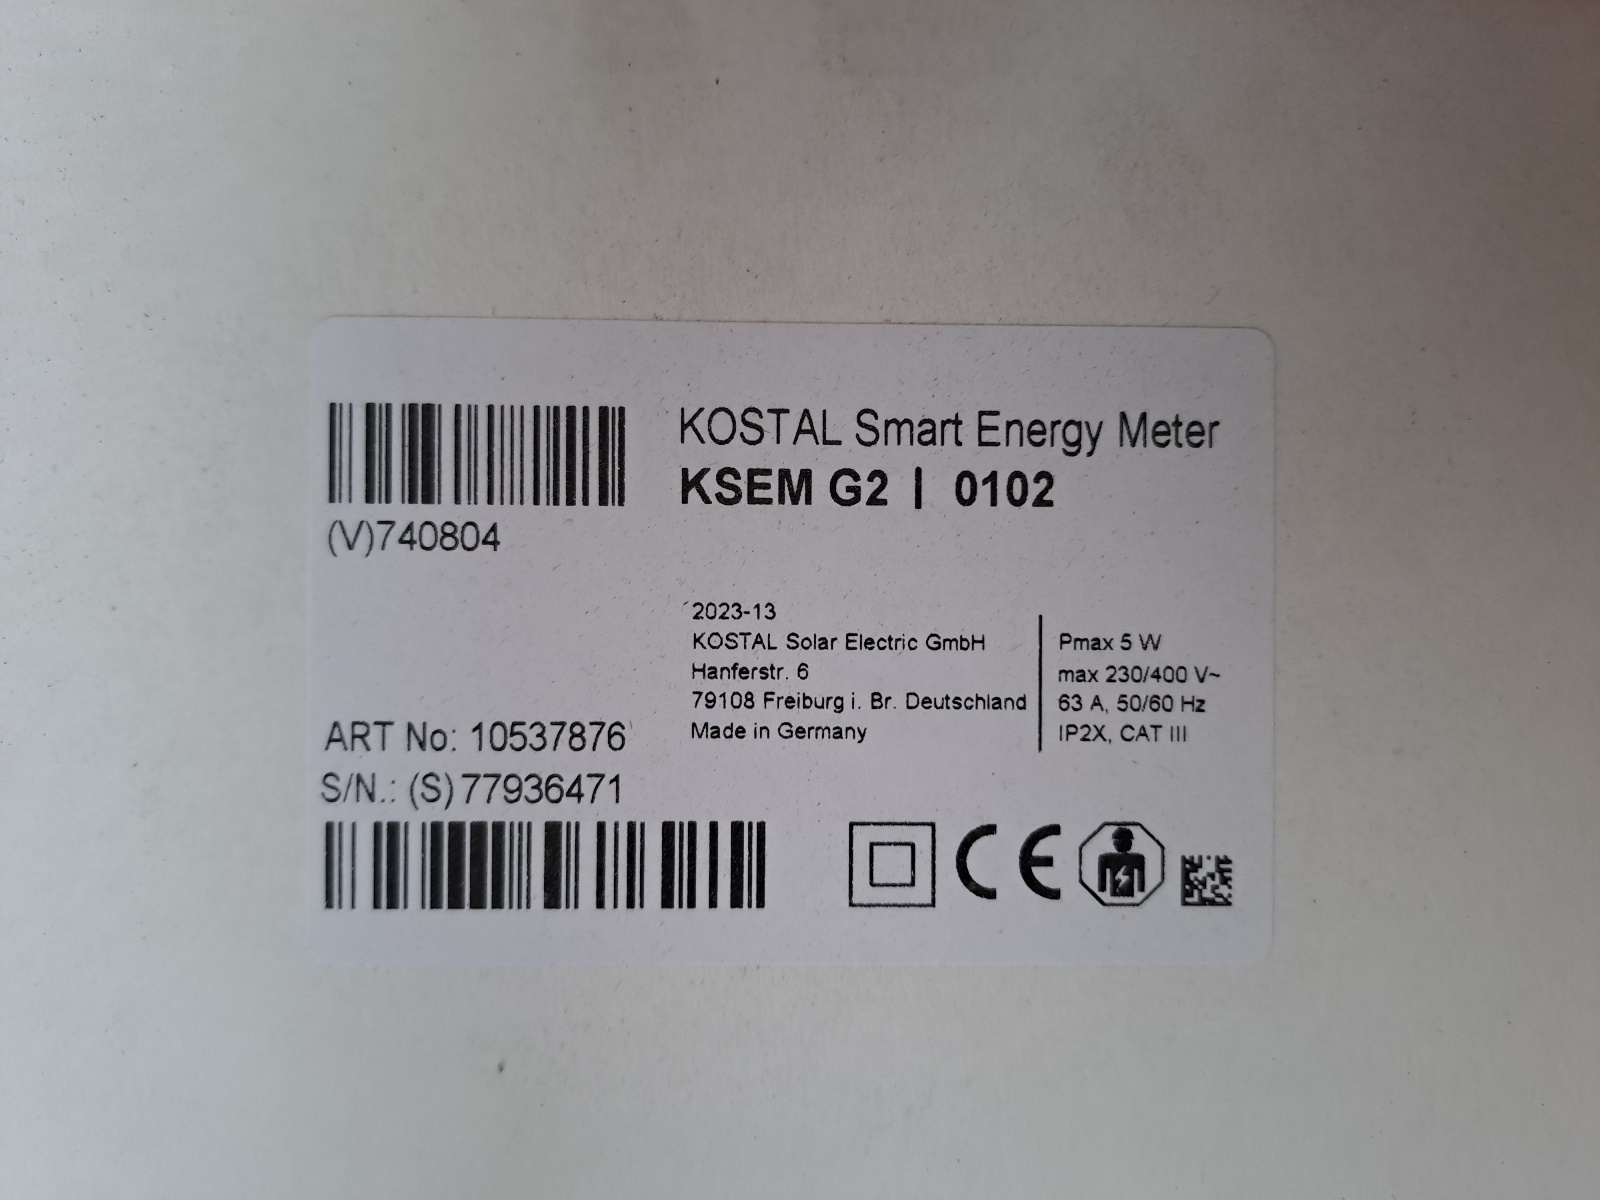 KOSTAL Smart Energy Meter
KSEM G2 | 0102
(V)740804
2023-13
KOSTAL Solar Electric GmbH
Hanferstr. 6
79108 Freiburg i. Br. Deutschland
Made in Germany
Pmax 5 W
max 230/400 V~
63 A, 50/60 Hz
IP2X, CAT III
ART No: 10537876
S/N.: (S)77936471
CE